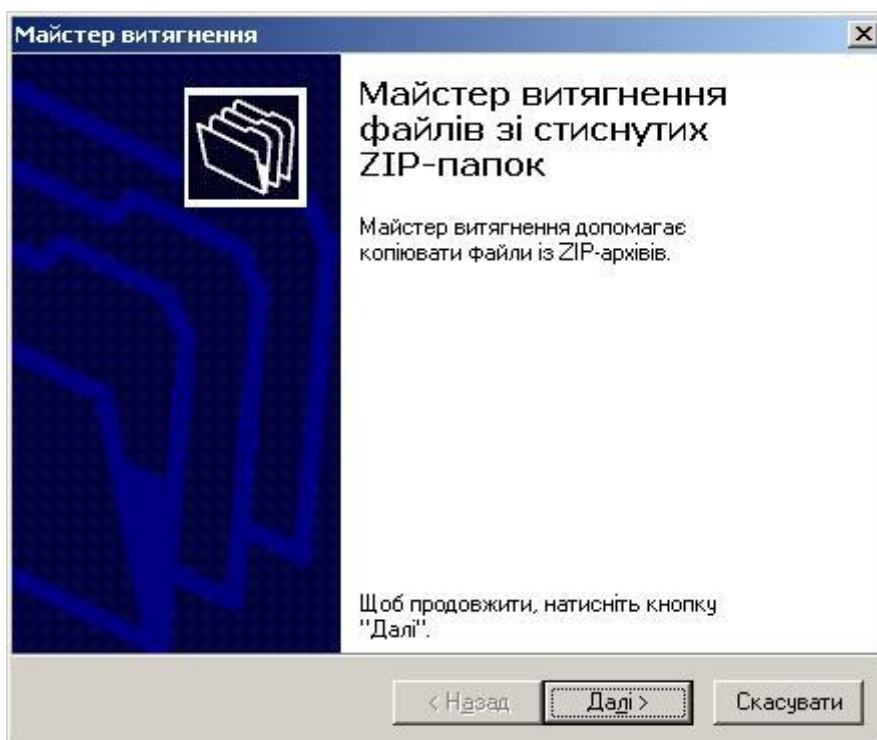 Майстер витягнення
Майстер витягнення
файлів зі стиснутих
ZIP-папок
Майстер витягнення допомагає
копіювати файли із ZIP-архівів.
Щоб продовжити, натисніть кнопку
"Далі".
< Назад Далі > Скасувати